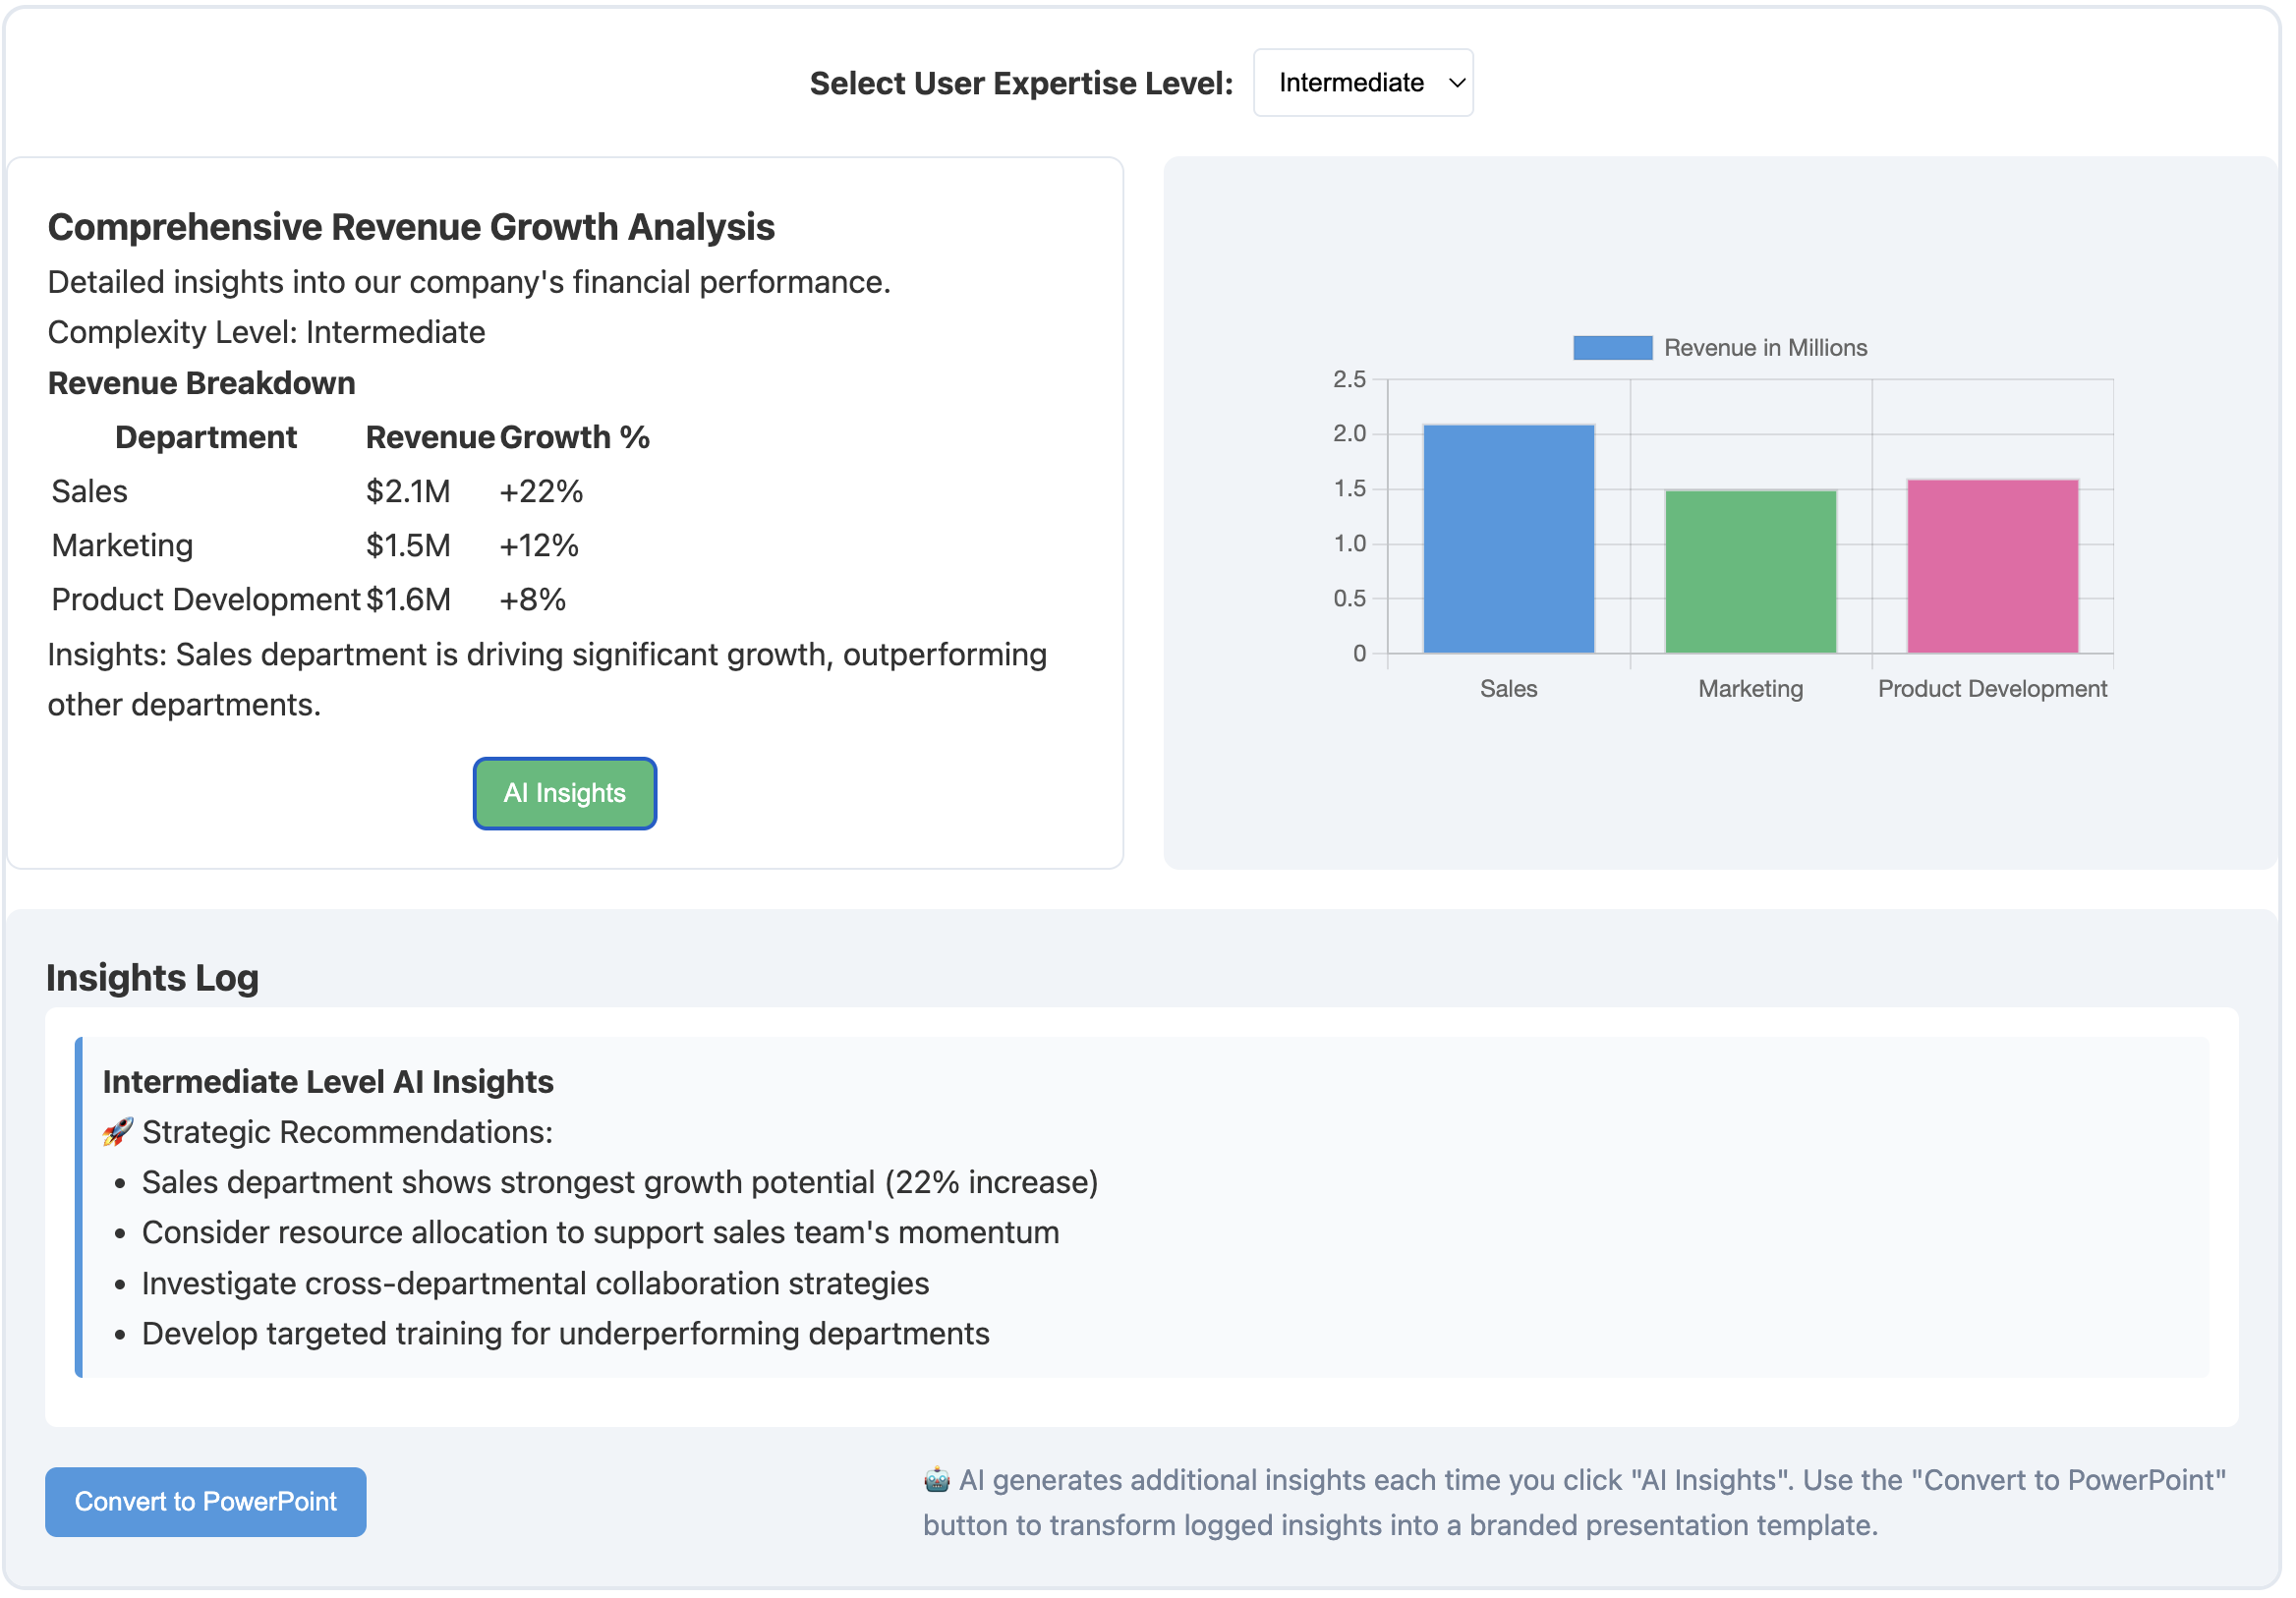 Select User Expertise Level: Intermediate
Comprehensive Revenue Growth Analysis
Detailed insights into our company's financial performance.
Complexity Level: Intermediate
Revenue Breakdown
Department Revenue Growth %
Sales $2.1M +22%
Marketing $1.5M +12%
Product Development $1.6M +8%
Insights: Sales department is driving significant growth, outperforming
other departments.
AI Insights
Revenue in Millions
2.5
2.0
1.5
1.0
0.5
0
Sales Marketing Product Development
Insights Log
Intermediate Level AI Insights
🚀 Strategic Recommendations:
• Sales department shows strongest growth potential (22% increase)
• Consider resource allocation to support sales team's momentum
• Investigate cross-departmental collaboration strategies
• Develop targeted training for underperforming departments
Convert to PowerPoint
🤖 AI generates additional insights each time you click "AI Insights". Use the "Convert to PowerPoint"
button to transform logged insights into a branded presentation template.